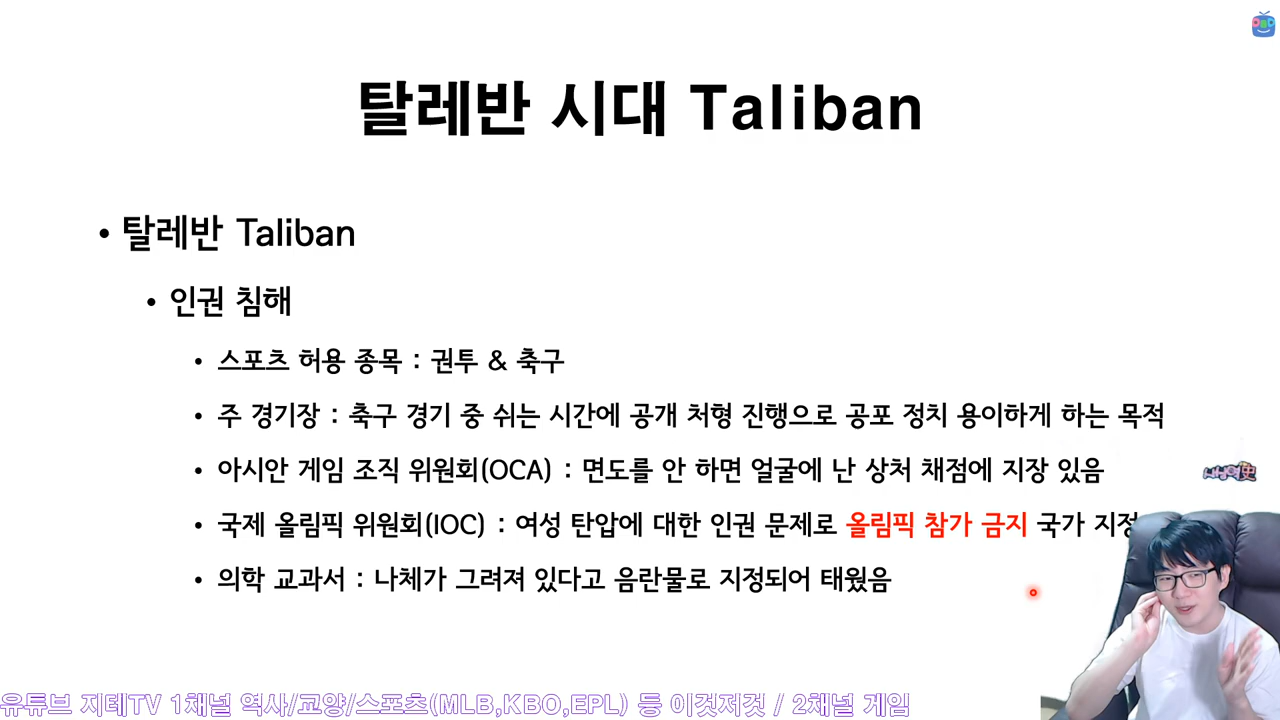 탈레반 시대 Taliban
• 탈레반 Taliban
• 인권 침해
• 스포츠 허용 종목 : 권투 & 축구
• 주 경기장 : 축구 경기 중 쉬는 시간에 공개 처형 진행으로 공포 정치 용이하게 하는 목적
• 아시안 게임 조직 위원회(OCA) : 면도를 안 하면 얼굴에 난 상처 채점에 지장 있음
• 국제 올림픽 위원회(IOC) : 여성 탄압에 대한 인권 문제로 올림픽 참가 금지 국가 지정
• 의학 교과서 : 나체가 그려져 있다고 음란물로 지정되어 태웠음
유튜브 지테TV 1채널 역사/교양/스포츠(MLB,KBO,EPL) 등 이것저것 / 2채널 게임